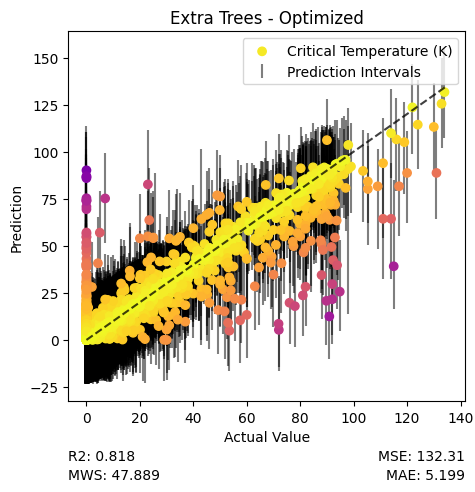 Extra Trees - Optimized
Critical Temperature (K)
Prediction Intervals
150
125
100
75
50
25
0
−25
Prediction
0
20
40
60
80
100
120
140
Actual Value
R2: 0.818
MSE: 132.31
MWS: 47.889
MAE: 5.199